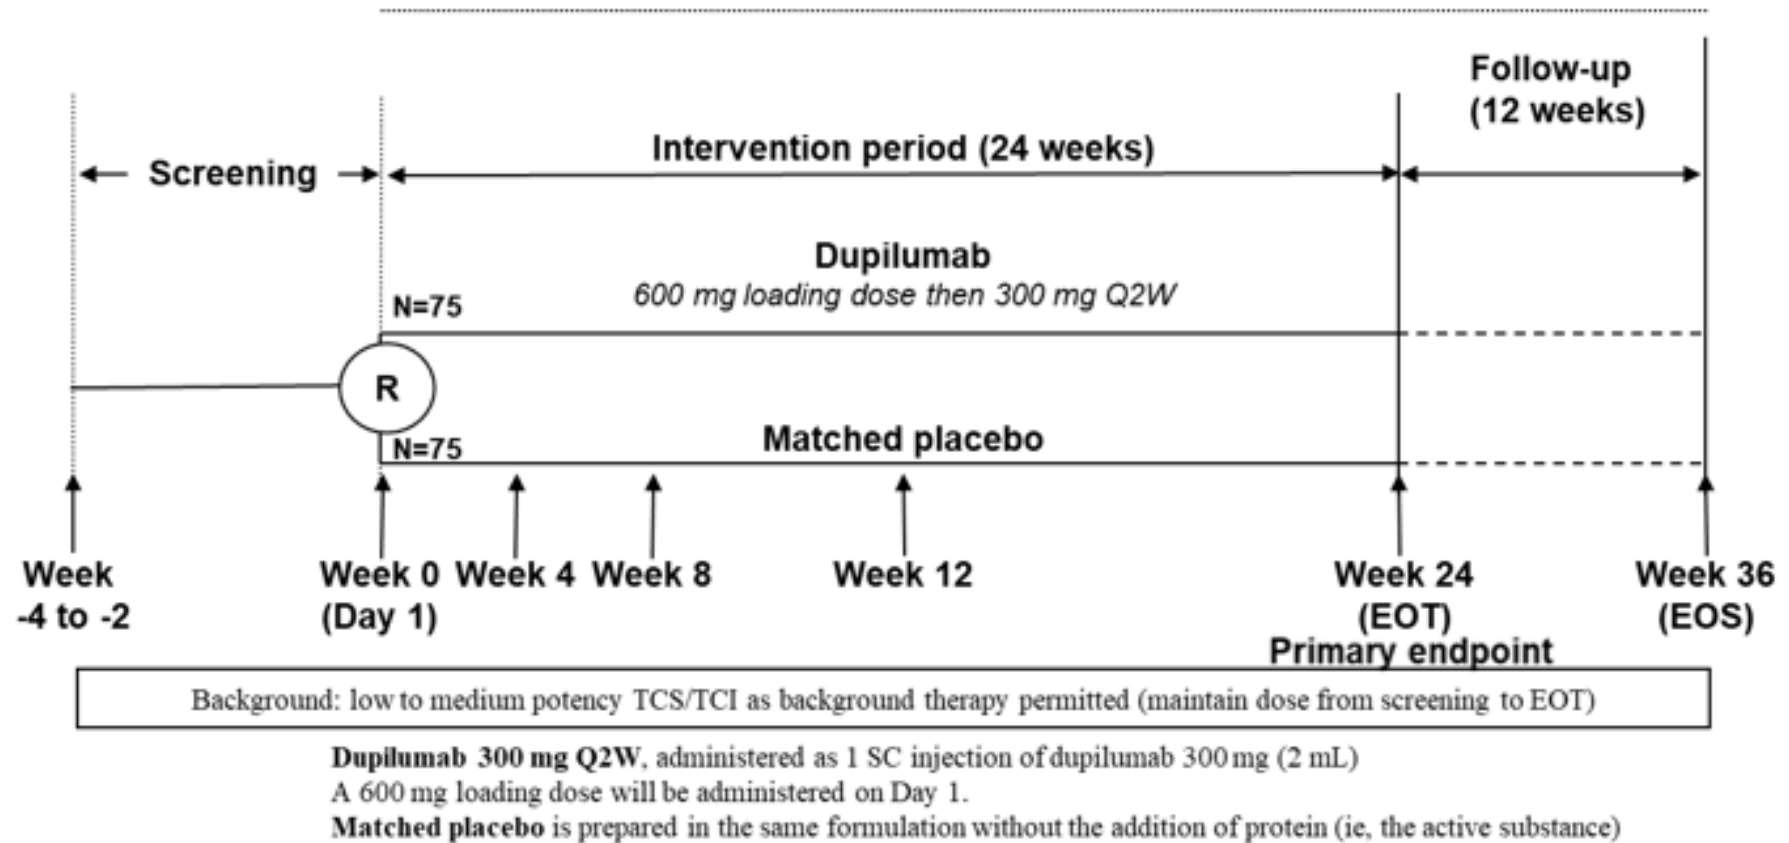 Follow-up
(12 weeks)
Intervention period (24 weeks)
Screening
Dupilumab
600 mg loading dose then 300 mg Q2W
N=75
R
N=75
Matched placebo
Week
-4 to -2
Week 0
(Day 1)
Week 4
Week 8
Week 12
Week 24
(EOT)
Primary endpoint
Week 36
(EOS)
Background: low to medium potency TCS/TCI as background therapy permitted (maintain dose from screening to EOT)
Dupilumab 300 mg Q2W, administered as 1 SC injection of dupilumab 300 mg (2 mL)
A 600 mg loading dose will be administered on Day 1.
Matched placebo is prepared in the same formulation without the addition of protein (ie, the active substance)